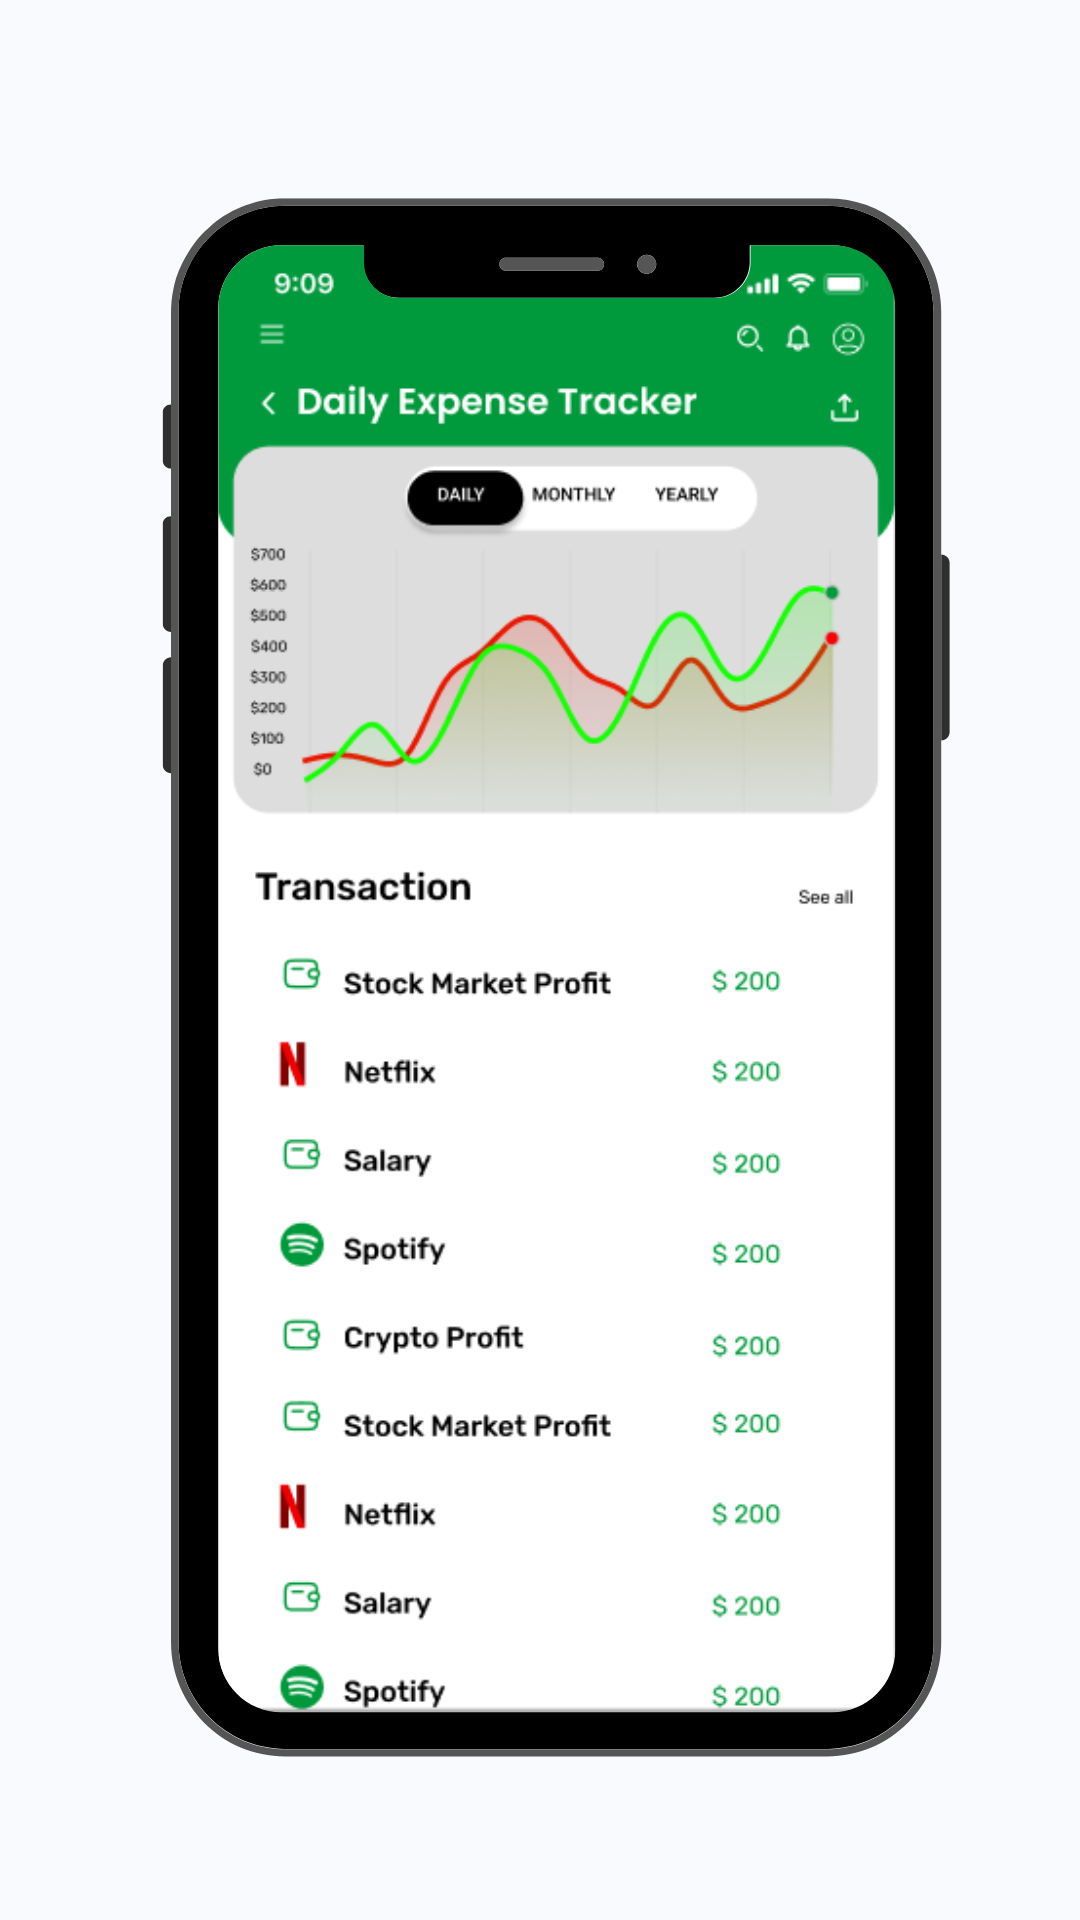 9:09
Daily Expense Tracker
DAILY MONTHLY YEARLY
$700
$600
$500
$400
$300
$200
$100
$0
Transaction
See all
Stock Market Profit $ 200
N
Netflix $ 200
Salary $ 200
Spotify $ 200
Crypto Profit $ 200
Stock Market Profit $ 200
N
Netflix $ 200
Salary $ 200
Spotify $ 200